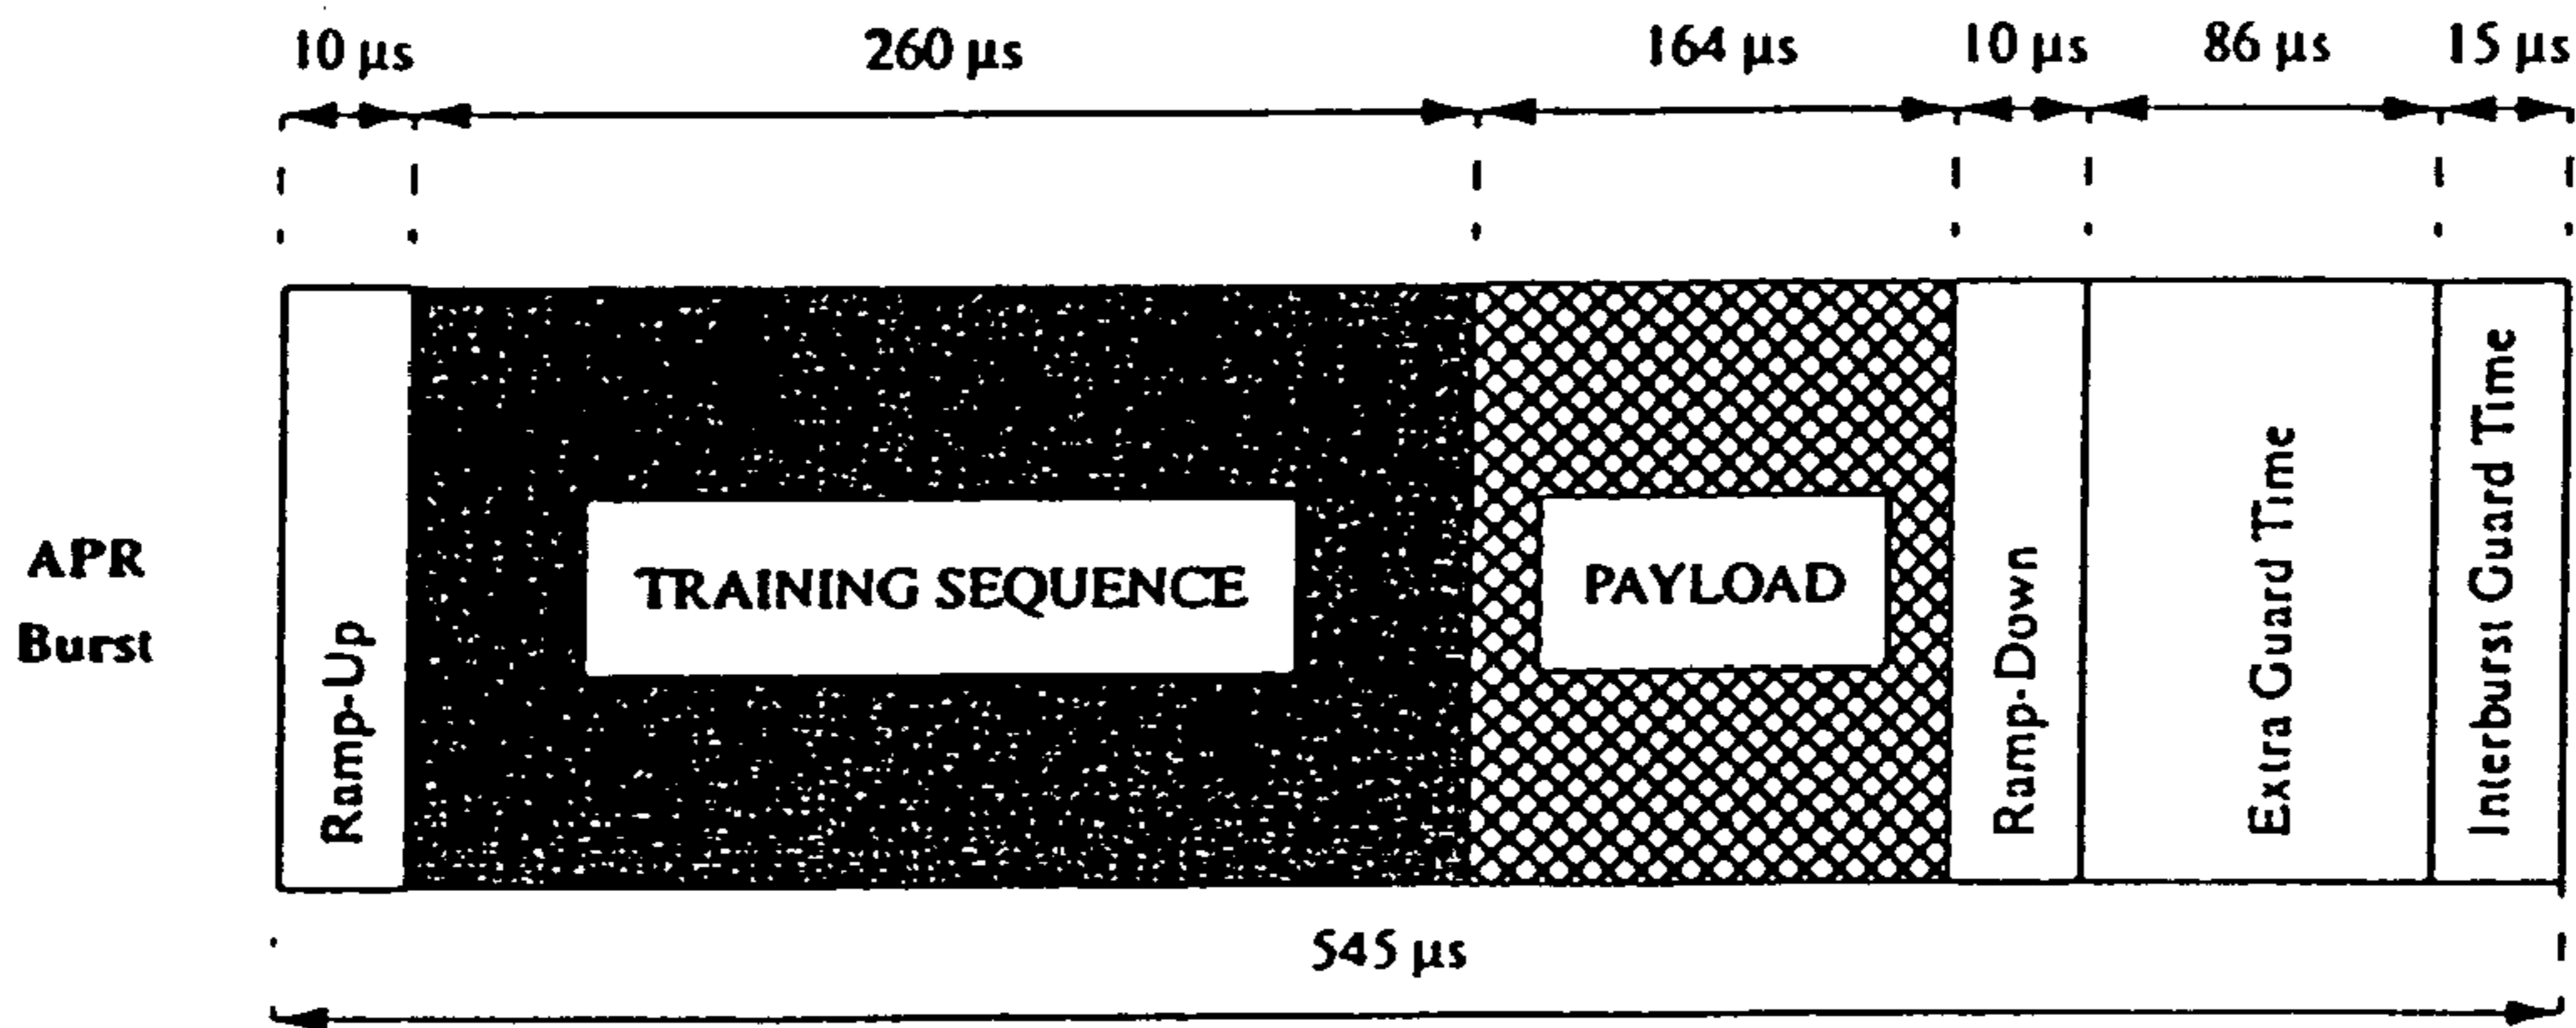 10 µs 260 µs 164 µs 10 µs 86 µs 15 µs
APR
Burst
Ramp-Up
TRAINING SEQUENCE
PAYLOAD
Ramp-Down
Extra Guard Time
Interburst Guard Time
545 µs